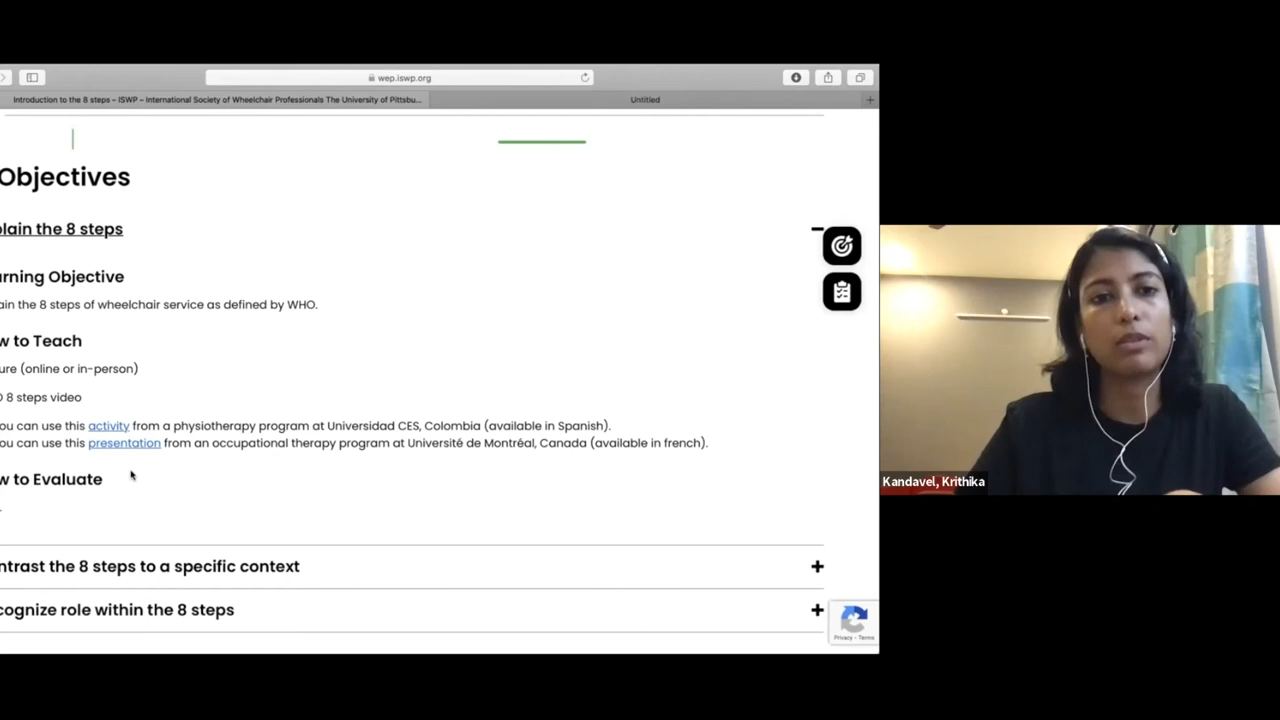 wep.iswp.org
Introduction to the 8 steps – ISWP – International Society of Wheelchair Professionals The University of Pittsbu...
Untitled
Objectives
lain the 8 steps
rning Objective
ain the 8 steps of wheelchair service as defined by WHO.
w to Teach
ure (online or in-person)
8 steps video
ou can use this activity from a physiotherapy program at Universidad CES, Colombia (available in Spanish).
ou can use this presentation from an occupational therapy program at Université de Montréal, Canada (available in french).
w to Evaluate
ntrast the 8 steps to a specific context
cognize role within the 8 steps
Privacy - Terms
Kandavel, Krithika